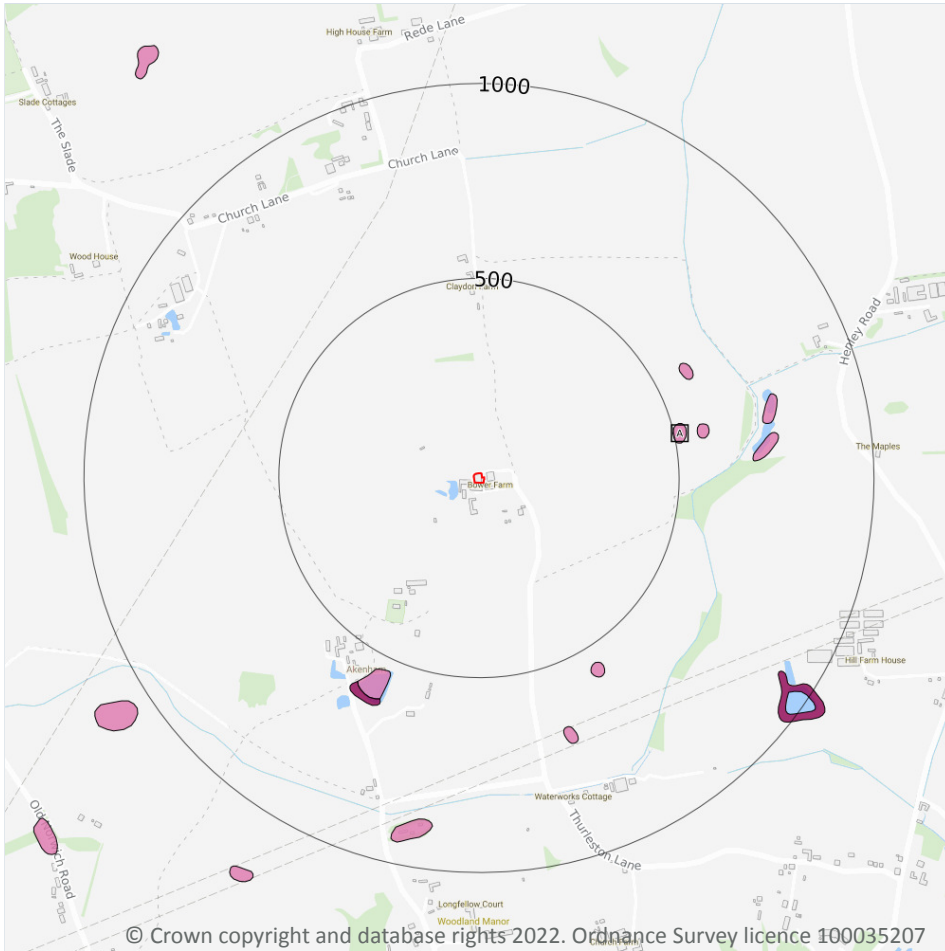 High House Farm
Rede Lane
Slade Cottages
1000
The Slade
Church Lane
Church Lane
Wood House
500
Claydon Farm
Henley Road
A
The Maples
Bower Farm
Akenham
Hill Farm House
Waterworks Cottage
Thurleston Lane
Road
Longfellow Court
Woodland Manor
© Crown copyright and database rights 2022. Ordnance Survey licence 100035207